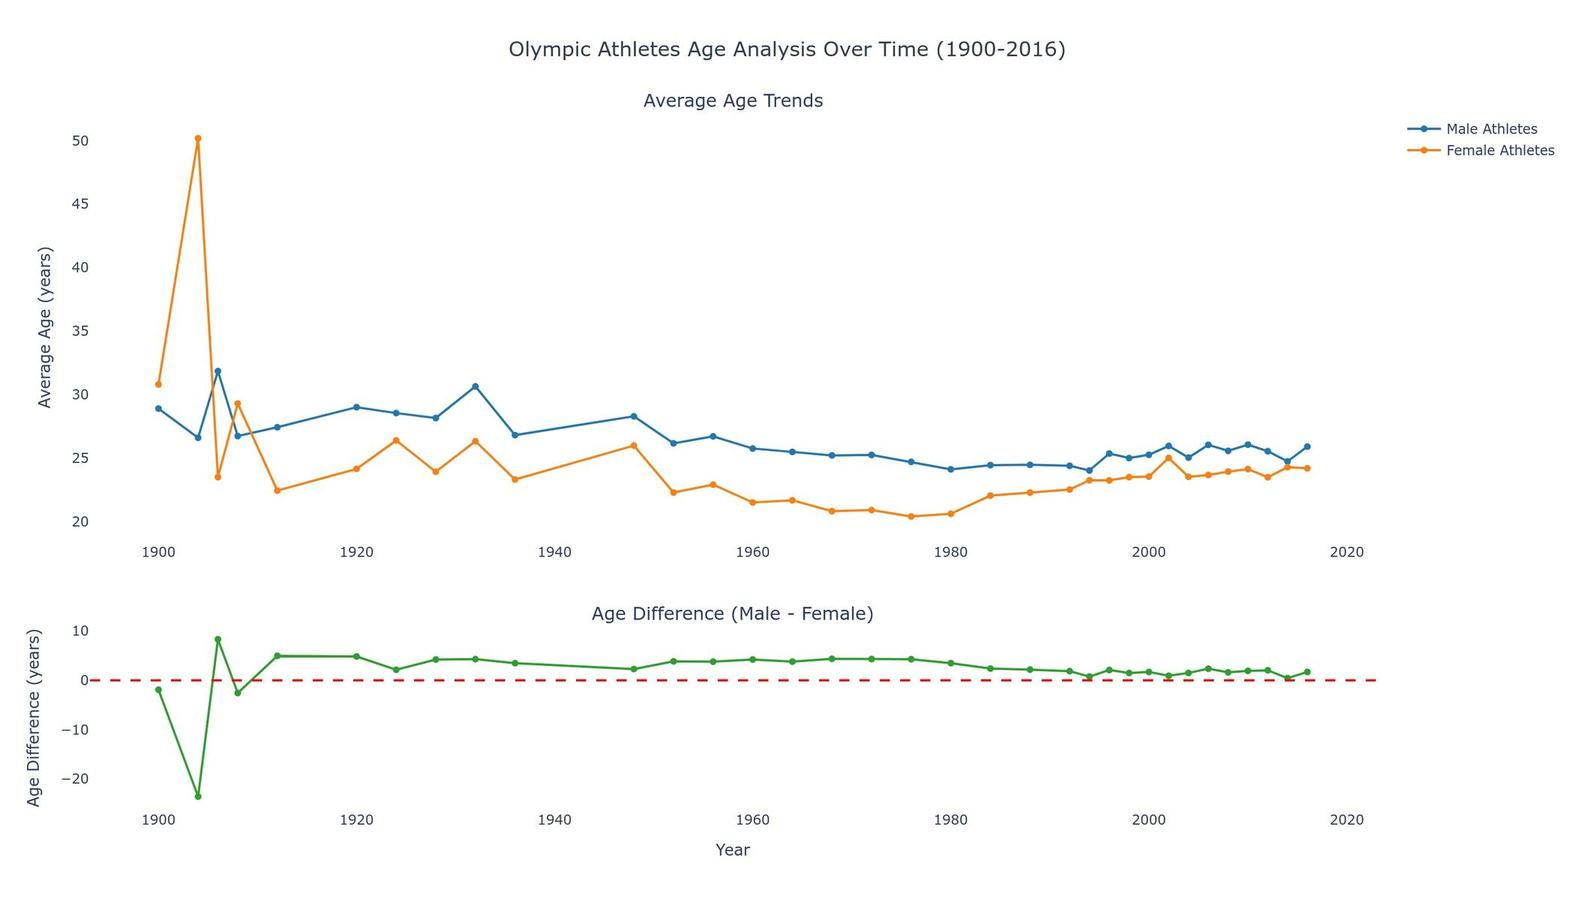 Olympic Athletes Age Analysis Over Time (1900-2016)
Average Age Trends
Male Athletes
Female Athletes
Average Age (years)
50
45
40
35
30
25
20
1900 1920 1940 1960 1980 2000 2020
Age Difference (Male - Female)
Age Difference (years)
10
0
−10
−20
1900 1920 1940 1960 1980 2000 2020
Year